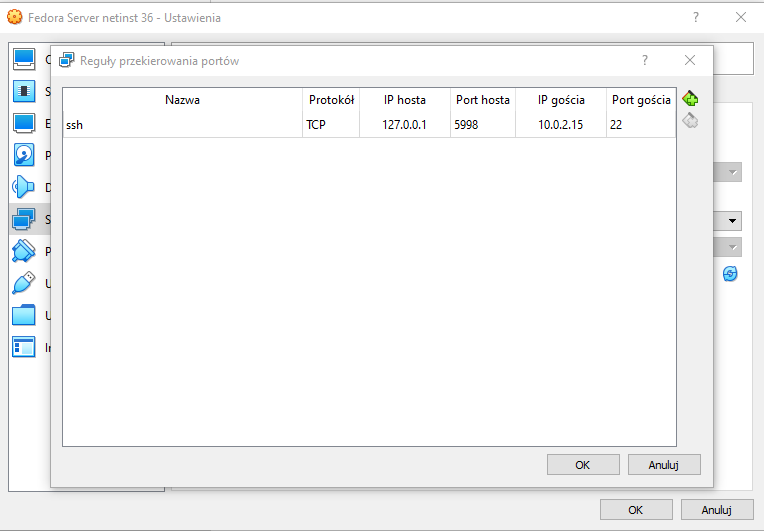 Fedora Server netinst 36 - Ustawienia
Reguły przekierowania portów
Nazwa Protokół IP hosta Port hosta IP gościa Port gościa
ssh TCP 127.0.0.1 5998 10.0.2.15 22
OK Anuluj
OK Anuluj